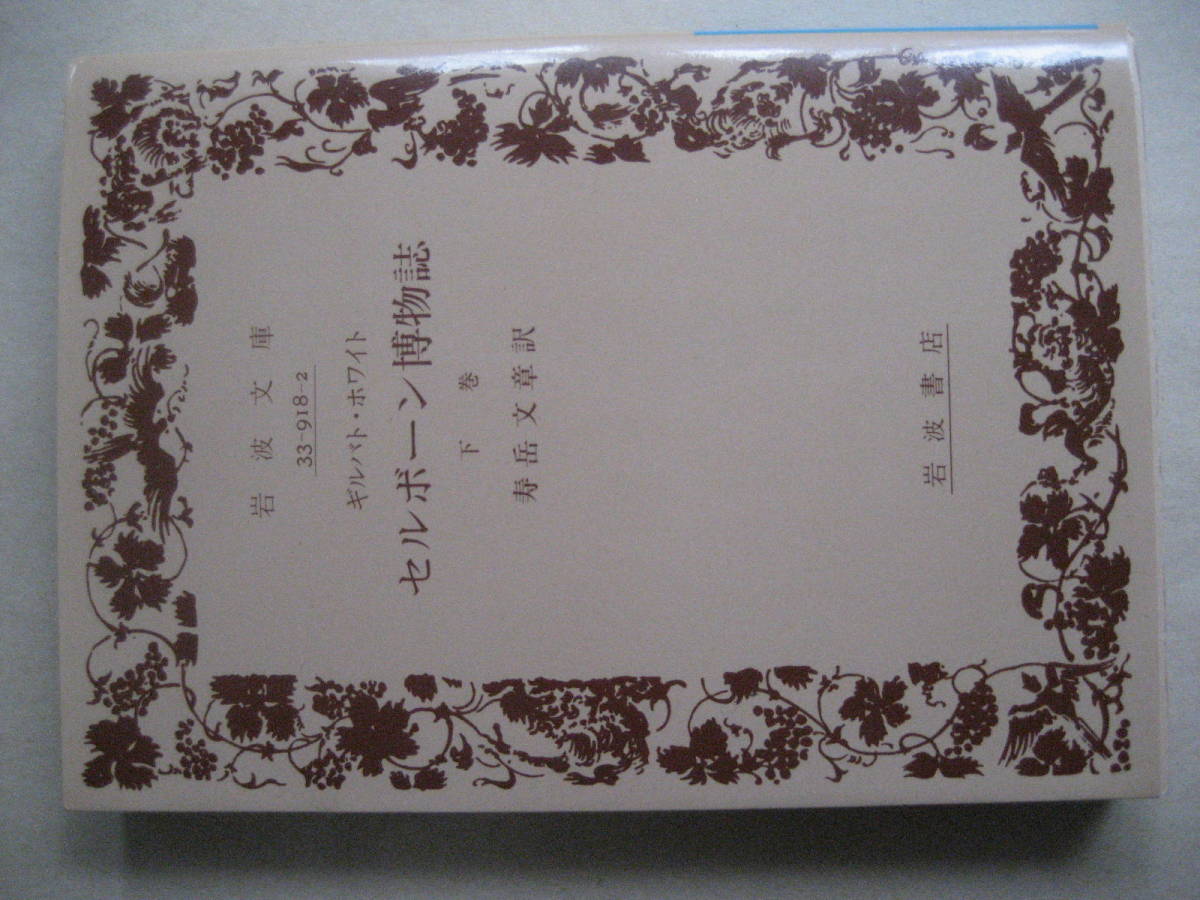 岩波文庫
33-918-2
ギルバト・ホワイト
セルボーン博物誌
下巻
寿岳文章訳
岩波書店